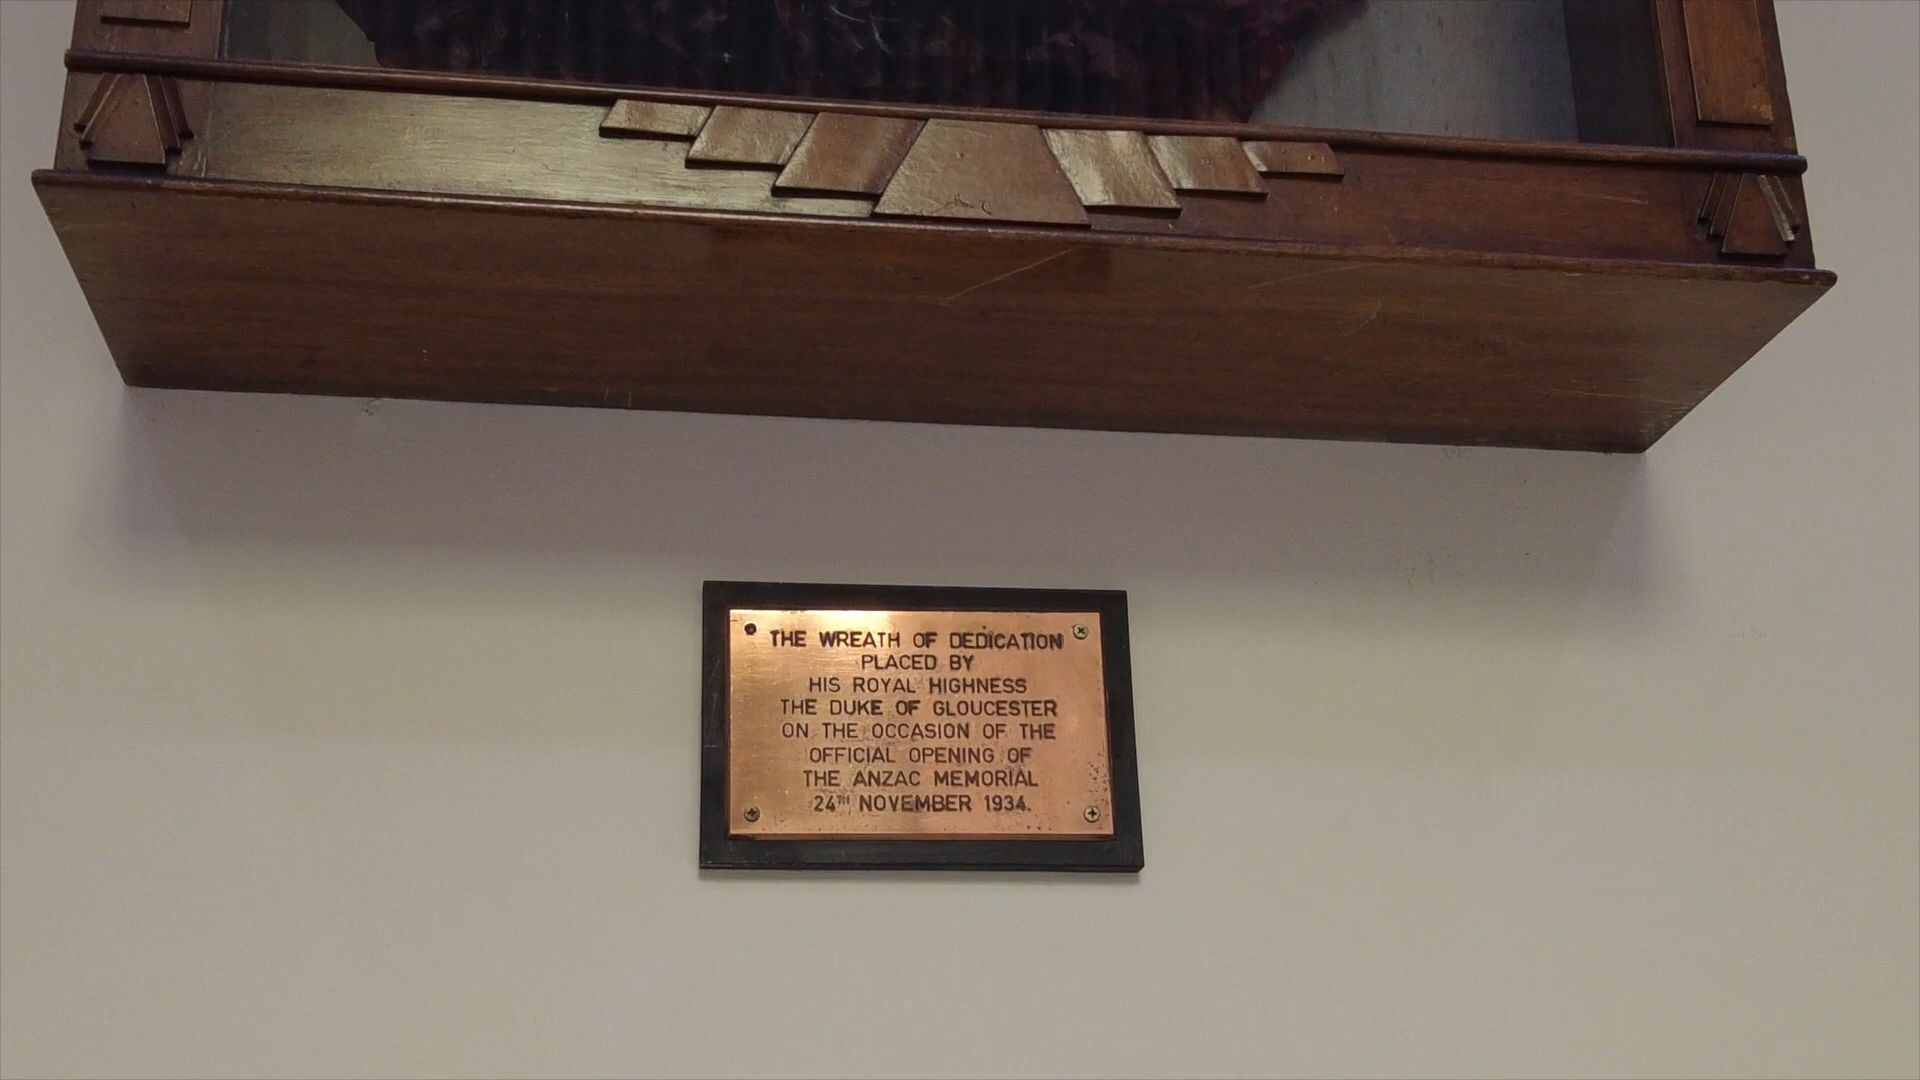 THE WREATH OF DEDICATION
PLACED BY
HIS ROYAL HIGHNESS
THE DUKE OF GLOUCESTER
ON THE OCCASION OF THE
OFFICIAL OPENING OF
THE ANZAC MEMORIAL
24TH NOVEMBER 1934.